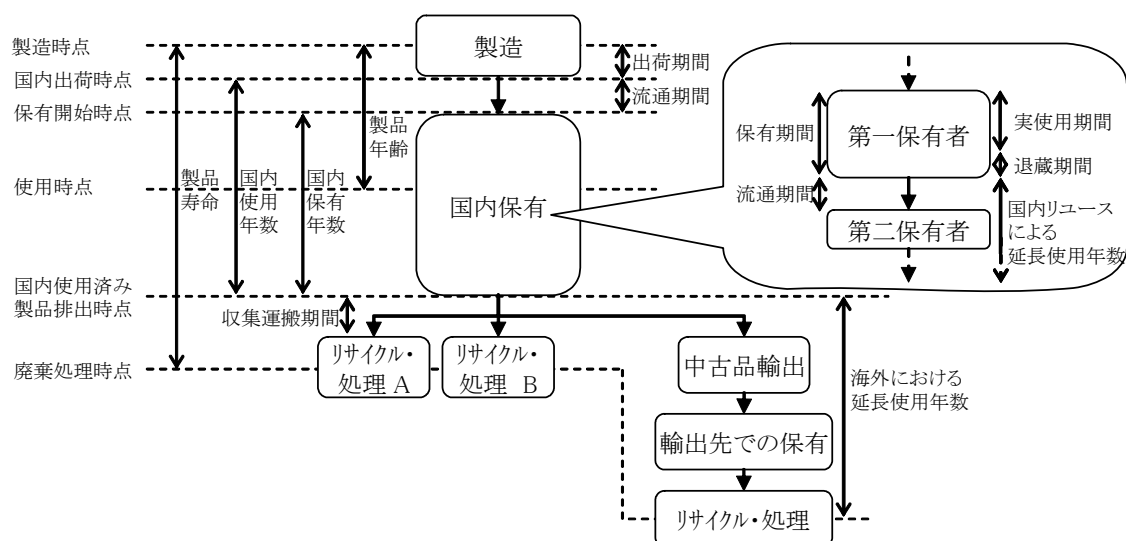 製造時点
国内出荷時点
保有開始時点
使用時点
国内使用済み
製品排出時点
廃棄処理時点
製造
出荷期間
流通期間
製品
年齢
製品
寿命
国内
使用
年数
国内
保有
年数
国内保有
収集運搬期間
リサイクル・
処理 A
リサイクル・
処理 B
中古品輸出
輸出先での保有
リサイクル・処理
海外における
延長使用年数
保有期間
第一保有者
実使用期間
退蔵期間
流通期間
第二保有者
国内リユース
による
延長使用年数